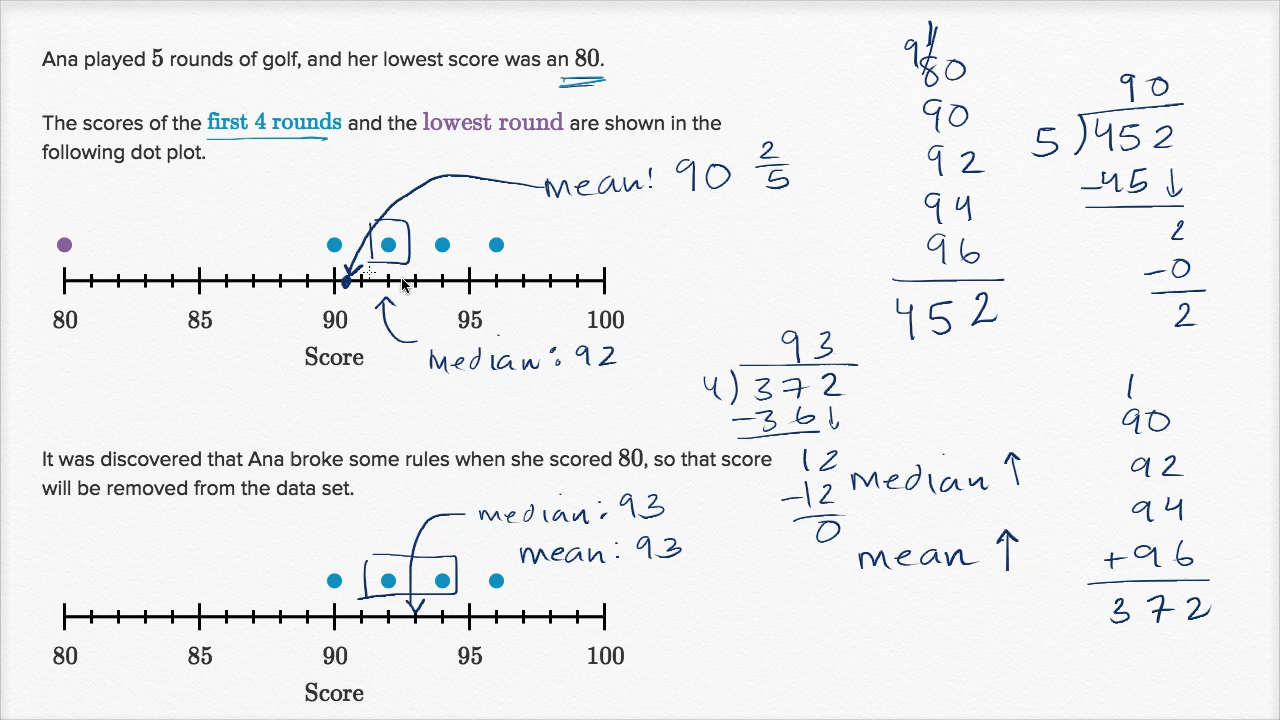 Ana played 5 rounds of golf, and her lowest score was an 80.
The scores of the first 4 rounds and the lowest round are shown in the
following dot plot.
mean: 90 2/5
80 85 90 95 100
Score
median: 92
It was discovered that Ana broke some rules when she scored 80, so that score
will be removed from the data set.
median: 93
mean: 93
80 85 90 95 100
Score
80
90
92
94
96
452
90
5)452
-45
2
-0
2
93
4)372
-36
12
-12
0
median ↑
mean ↑
1
90
92
94
+96
372